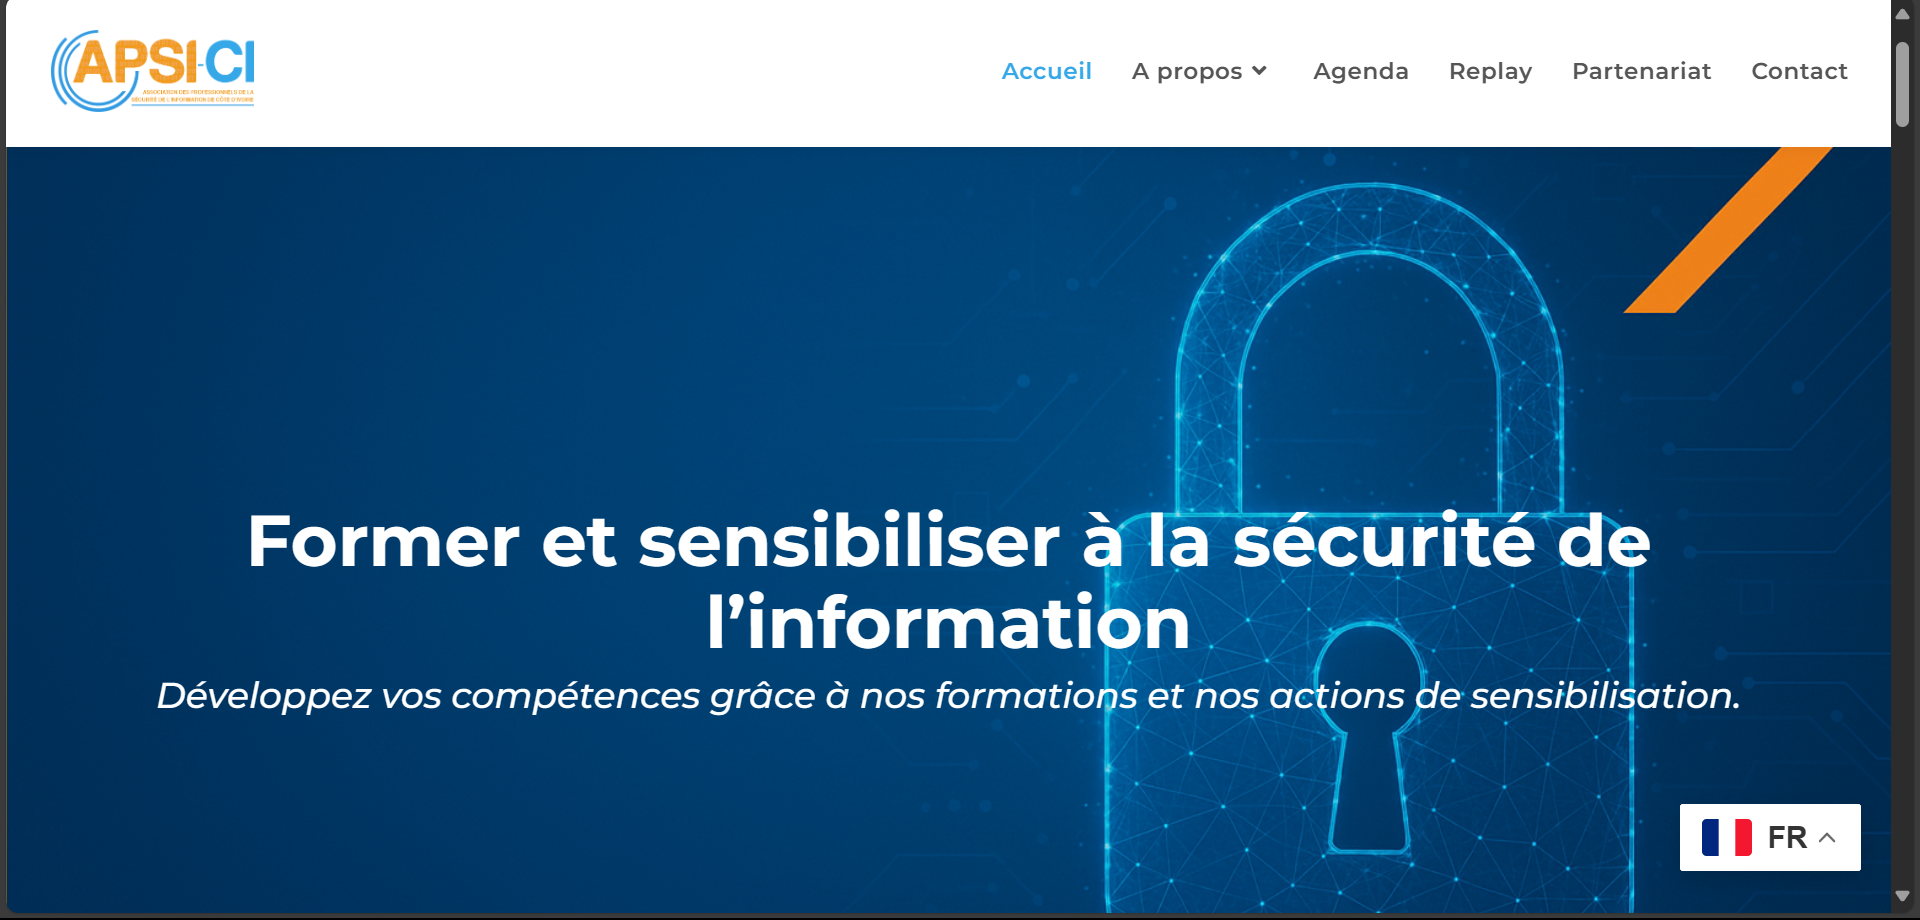 APSI-CI
ASSOCIATION DES PROFESSIONNELS DE LA
SÉCURITÉ DE L'INFORMATION DE CÔTE D'IVOIRE
Accueil
A propos
Agenda
Replay
Partenariat
Contact
Former et sensibiliser à la sécurité de
l’information
Développez vos compétences grâce à nos formations et nos actions de sensibilisation.
FR